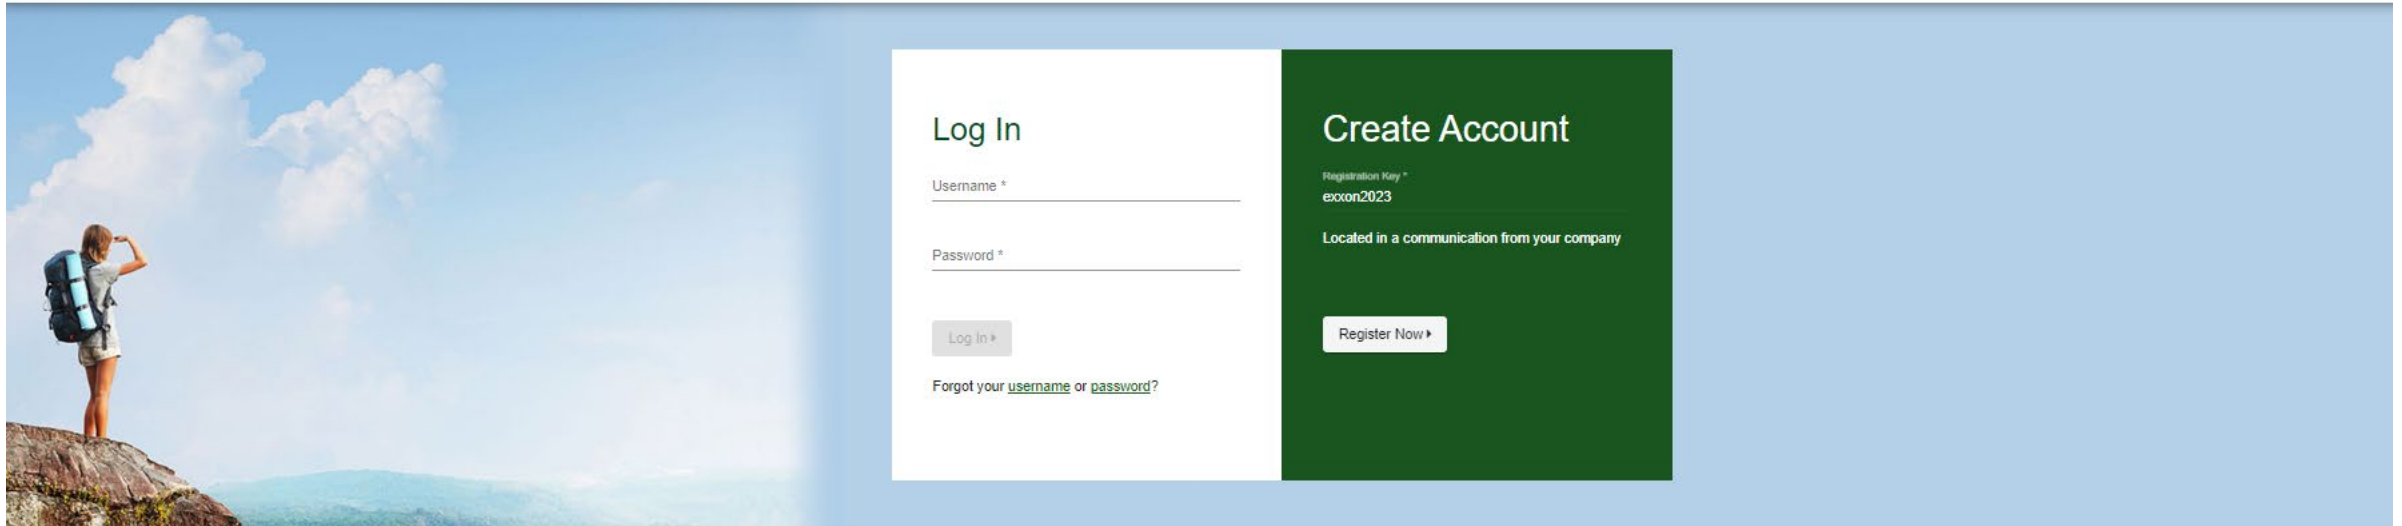 Log In
Username *
Password *
Log In
Forgot your username or password?
Create Account
Registration Key *
exxon2023
Located in a communication from your company
Register Now